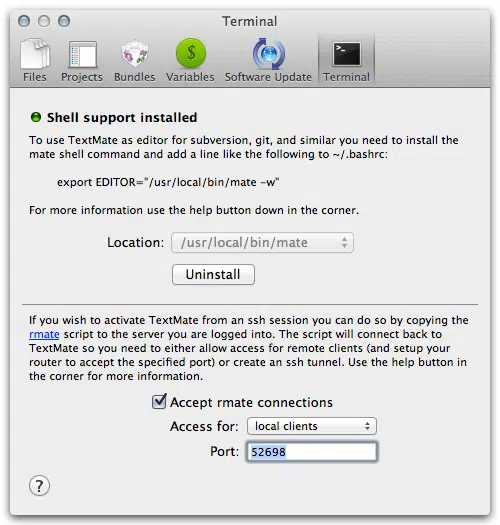 Terminal
Files Projects Bundles Variables Software Update Terminal
$
>_
Shell support installed
To use TextMate as editor for subversion, git, and similar you need to install the
mate shell command and add a line like the following to ~/.bashrc:
export EDITOR="/usr/local/bin/mate -w"
For more information use the help button down in the corner.
Location: /usr/local/bin/mate
Uninstall
If you wish to activate TextMate from an ssh session you can do so by copying the
rmate script to the server you are logged into. The script will connect back to
TextMate so you need to either allow access for remote clients (and setup your
router to accept the specified port) or create an ssh tunnel. Use the help button in
the corner for more information.
Accept rmate connections
Access for: local clients
Port: 52698
?